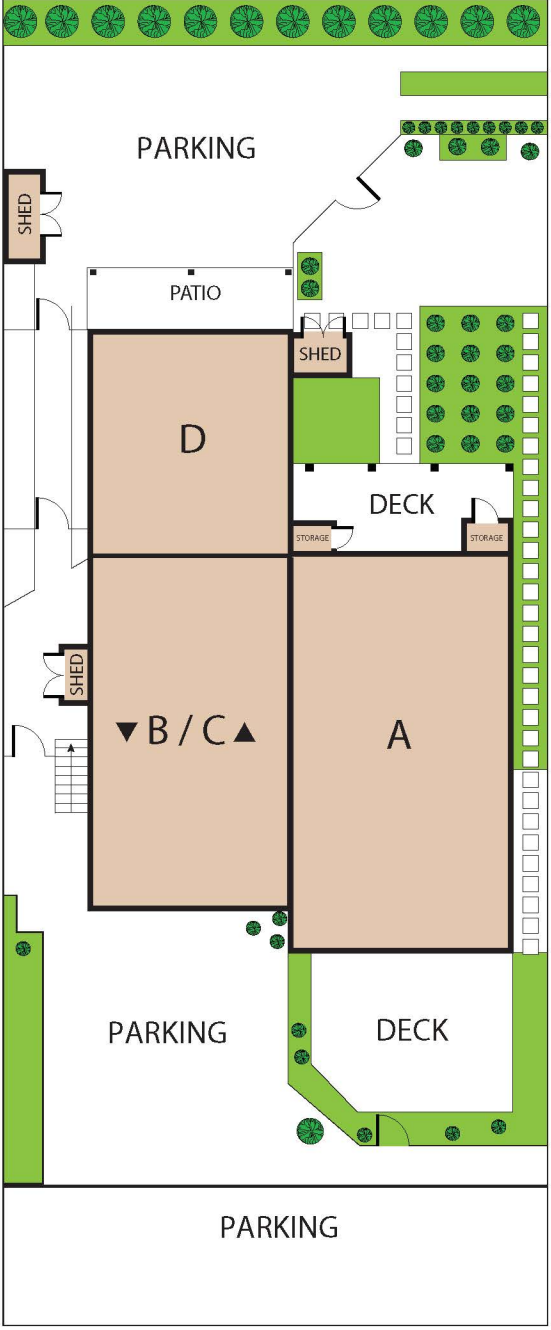 PARKING
SHED
PATIO
SHED
D
DECK
STORAGE
STORAGE
SHED
▼ B / C ▲
A
PARKING
DECK
PARKING